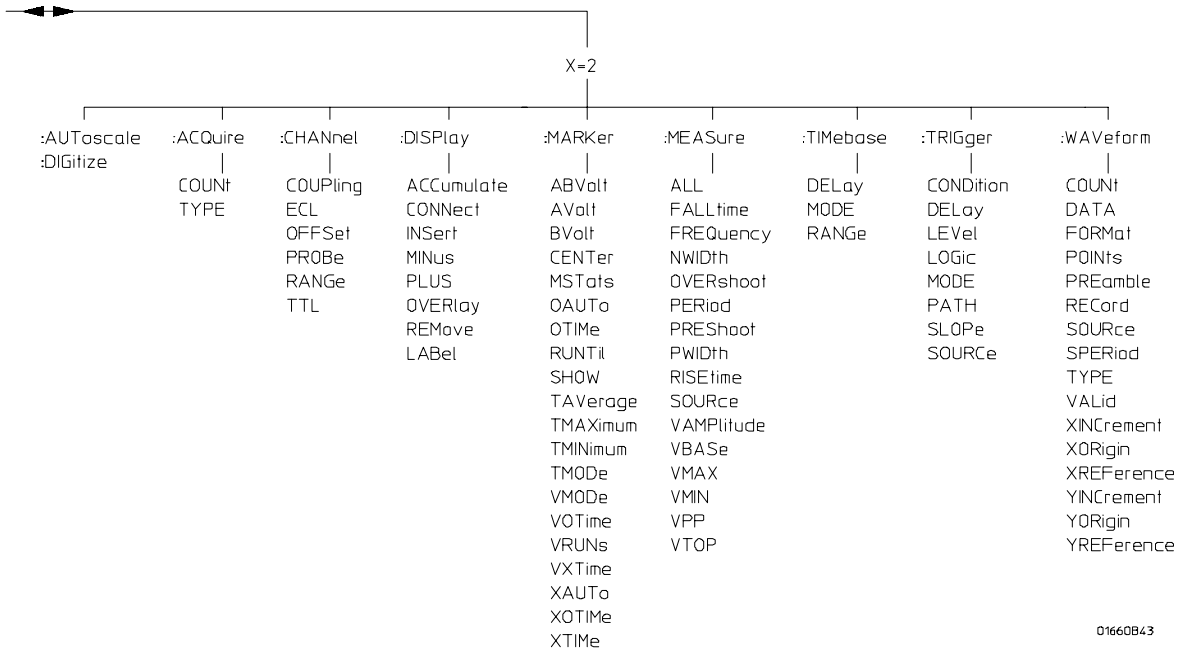 X=2
:AUToscale
:DIGitize
:ACQuire
COUNt
TYPE
:CHANnel
COUPling
ECL
OFFSet
PROBe
RANGe
TTL
:DISPlay
ACCumulate
CONNect
INSert
MINus
PLUS
OVERlay
REMove
LABel
:MARKer
ABVolt
AVolt
BVolt
CENTer
MSTats
OAUTo
OTIMe
RUNTil
SHOW
TAVerage
TMAXimum
TMINimum
TMODe
VMODe
VOTime
VRUNs
VXTime
XAUTo
XOTIMe
XTIMe
:MEASure
ALL
FALLtime
FREQuency
NWIDth
OVERshoot
PERiod
PREShoot
PWIDth
RISEtime
SOURce
VAMPlitude
VBASe
VMAX
VMIN
VPP
VTOP
:TIMebase
DELay
MODE
RANGe
:TRIGger
CONDition
DELay
LEVel
LOGic
MODE
PATH
SLOPe
SOURCe
:WAVeform
COUNt
DATA
FORMat
POINts
PREamble
RECord
SOURce
SPERiod
TYPE
VALid
XINCrement
XORigin
XREFerence
YINCrement
YORigin
YREFerence
01660B43